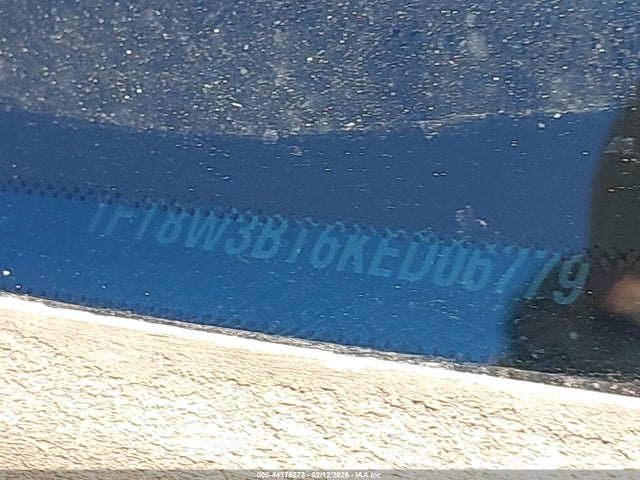 1FT8W3BT6KED06779
000-44378273 - 02/12/2026 - IAA Inc.